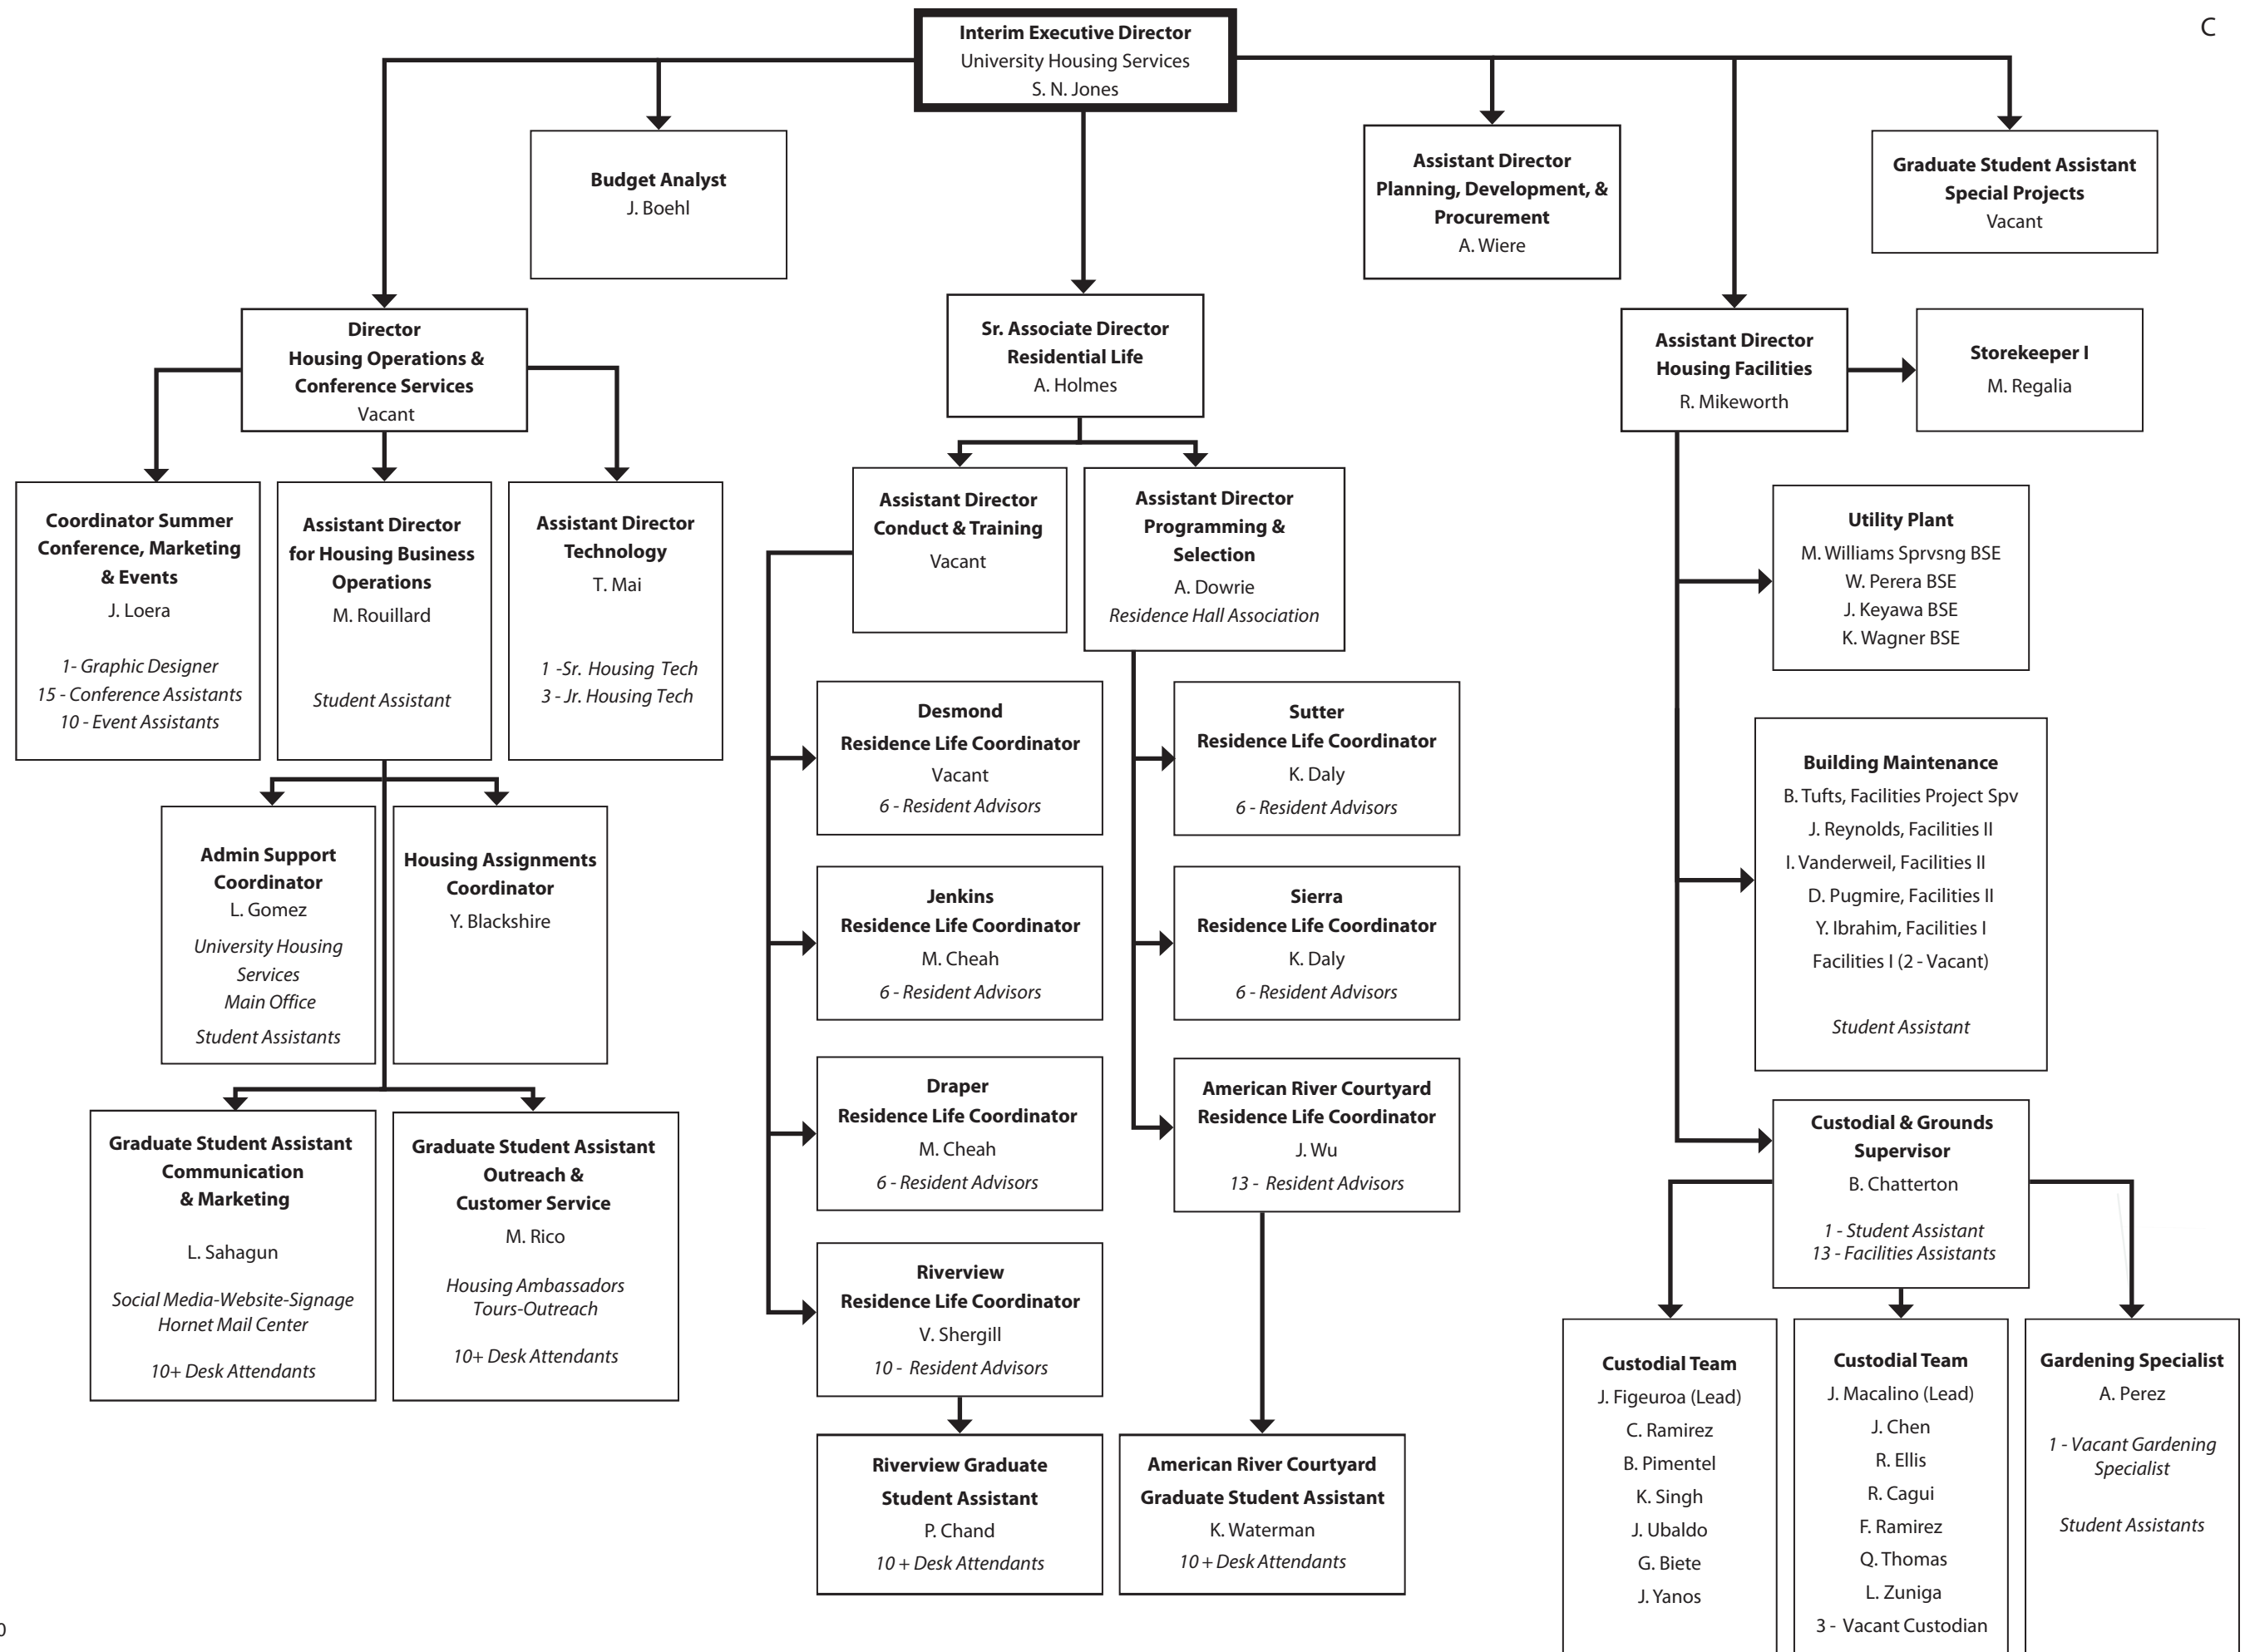 C
Interim Executive Director
University Housing Services
S. N. Jones
Budget Analyst
J. Boehl
Assistant Director
Planning, Development, &
Procurement
A. Wiere
Graduate Student Assistant
Special Projects
Vacant
Director
Housing Operations &
Conference Services
Vacant
Sr. Associate Director
Residential Life
A. Holmes
Assistant Director
Housing Facilities
R. Mikeworth
Storekeeper I
M. Regalia
Coordinator Summer
Conference, Marketing
& Events
J. Loera
1- Graphic Designer
15 - Conference Assistants
10 - Event Assistants
Assistant Director
for Housing Business
Operations
M. Rouillard
Student Assistant
Assistant Director
Technology
T. Mai
1 -Sr. Housing Tech
3 - Jr. Housing Tech
Assistant Director
Conduct & Training
Vacant
Assistant Director
Programming &
Selection
A. Dowrie
Residence Hall Association
Utility Plant
M. Williams Sprvsng BSE
W. Perera BSE
J. Keyawa BSE
K. Wagner BSE
Desmond
Residence Life Coordinator
Vacant
6 - Resident Advisors
Sutter
Residence Life Coordinator
K. Daly
6 - Resident Advisors
Building Maintenance
B. Tufts, Facilities Project Spv
J. Reynolds, Facilities II
I. Vanderweil, Facilities II
D. Pugmire, Facilities II
Y. Ibrahim, Facilities I
Facilities I (2 - Vacant)
Student Assistant
Admin Support
Coordinator
L. Gomez
University Housing
Services
Main Office
Student Assistants
Housing Assignments
Coordinator
Y. Blackshire
Jenkins
Residence Life Coordinator
M. Cheah
6 - Resident Advisors
Sierra
Residence Life Coordinator
K. Daly
6 - Resident Advisors
Draper
Residence Life Coordinator
M. Cheah
6 - Resident Advisors
American River Courtyard
Residence Life Coordinator
J. Wu
13 - Resident Advisors
Custodial & Grounds
Supervisor
B. Chatterton
1 - Student Assistant
13 - Facilities Assistants
Graduate Student Assistant
Communication
& Marketing
L. Sahagun
Social Media-Website-Signage
Hornet Mail Center
10+ Desk Attendants
Graduate Student Assistant
Outreach &
Customer Service
M. Rico
Housing Ambassadors
Tours-Outreach
10+ Desk Attendants
Riverview
Residence Life Coordinator
V. Shergill
10 - Resident Advisors
Riverview Graduate
Student Assistant
P. Chand
10 + Desk Attendants
American River Courtyard
Graduate Student Assistant
K. Waterman
10 + Desk Attendants
Custodial Team
J. Figeuroa (Lead)
C. Ramirez
B. Pimentel
K. Singh
J. Ubaldo
G. Biete
J. Yanos
Custodial Team
J. Macalino (Lead)
J. Chen
R. Ellis
R. Cagui
F. Ramirez
Q. Thomas
L. Zuniga
3 - Vacant Custodian
Gardening Specialist
A. Perez
1 - Vacant Gardening
Specialist
Student Assistants